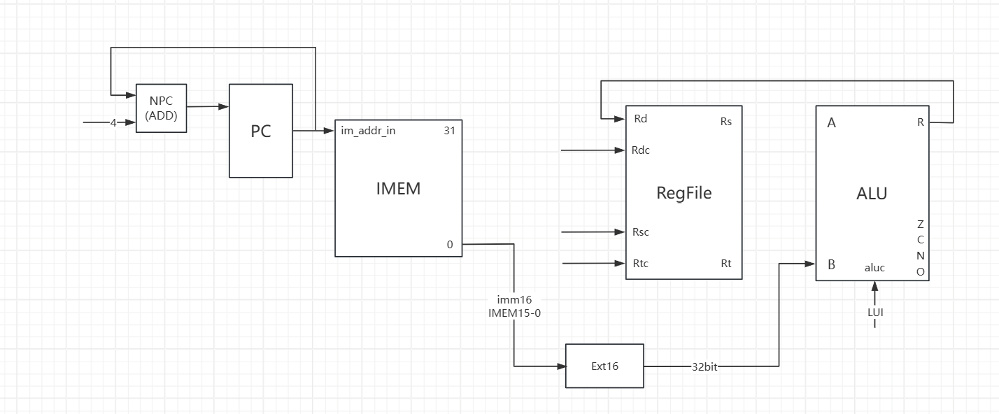 NPC
(ADD)
4
PC
im_addr_in
31
IMEM
0
imm16
IMEM15-0
Ext16
32bit
Rd
Rs
Rdc
RegFile
Rsc
Rtc
Rt
A
R
ALU
Z
C
N
O
B
aluc
LUI